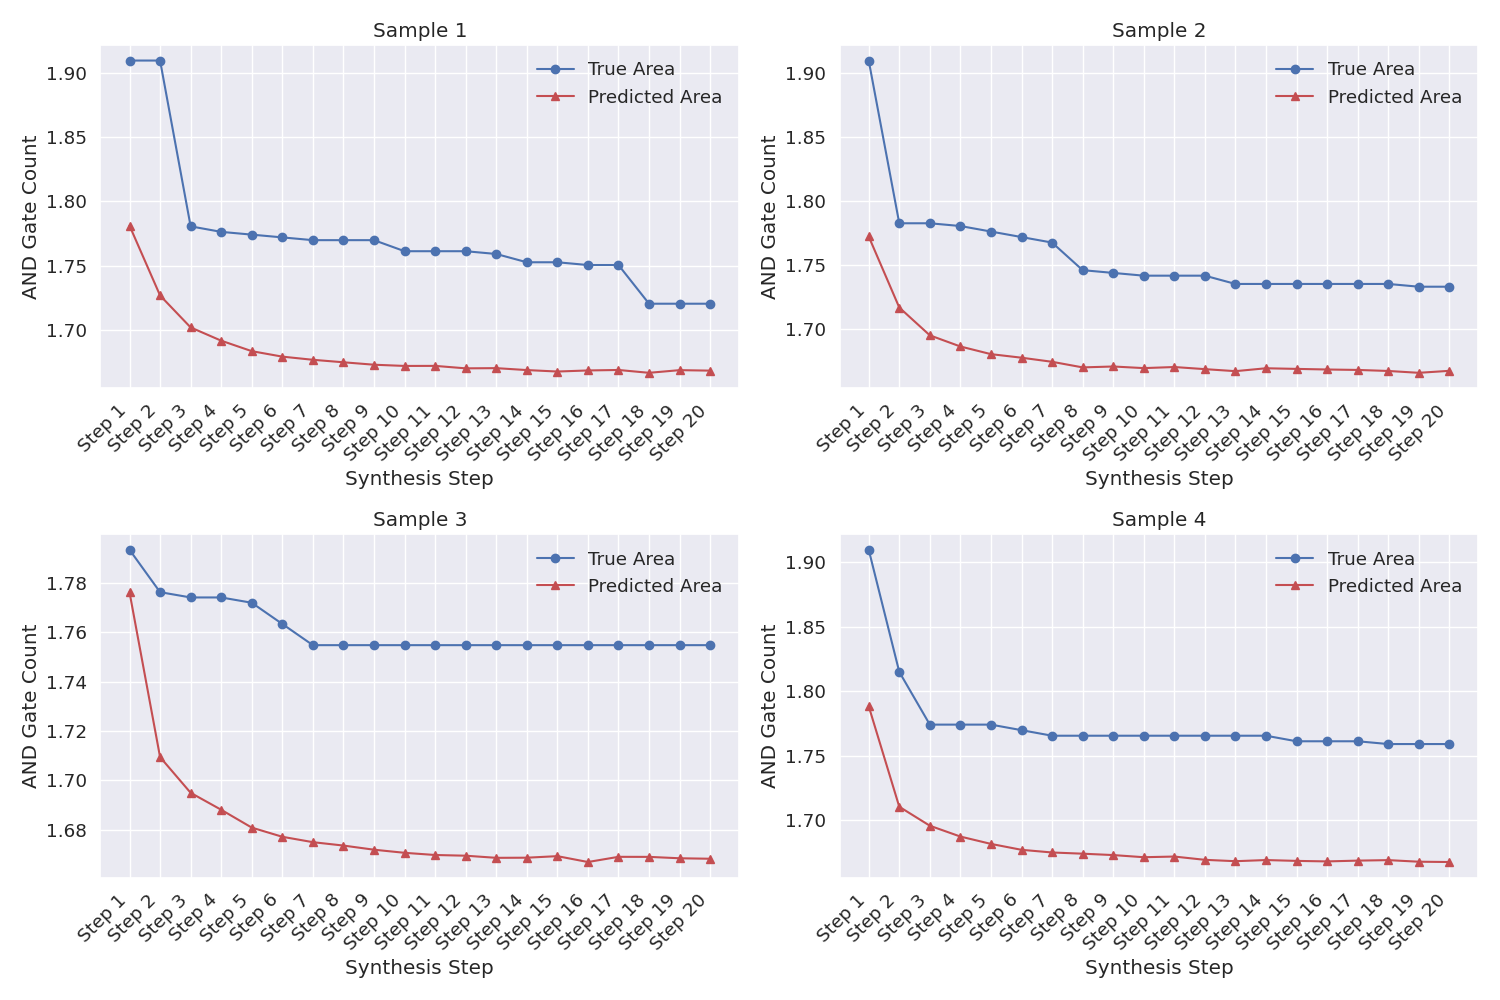 Sample 1
True Area
Predicted Area
AND Gate Count
1.90
1.85
1.80
1.75
1.70
Step 1
Step 2
Step 3
Step 4
Step 5
Step 6
Step 7
Step 8
Step 9
Step 10
Step 11
Step 12
Step 13
Step 14
Step 15
Step 16
Step 17
Step 18
Step 19
Step 20
Synthesis Step
Sample 2
True Area
Predicted Area
AND Gate Count
1.90
1.85
1.80
1.75
1.70
Step 1
Step 2
Step 3
Step 4
Step 5
Step 6
Step 7
Step 8
Step 9
Step 10
Step 11
Step 12
Step 13
Step 14
Step 15
Step 16
Step 17
Step 18
Step 19
Step 20
Synthesis Step
Sample 3
True Area
Predicted Area
AND Gate Count
1.78
1.76
1.74
1.72
1.70
1.68
Step 1
Step 2
Step 3
Step 4
Step 5
Step 6
Step 7
Step 8
Step 9
Step 10
Step 11
Step 12
Step 13
Step 14
Step 15
Step 16
Step 17
Step 18
Step 19
Step 20
Synthesis Step
Sample 4
True Area
Predicted Area
AND Gate Count
1.90
1.85
1.80
1.75
1.70
Step 1
Step 2
Step 3
Step 4
Step 5
Step 6
Step 7
Step 8
Step 9
Step 10
Step 11
Step 12
Step 13
Step 14
Step 15
Step 16
Step 17
Step 18
Step 19
Step 20
Synthesis Step